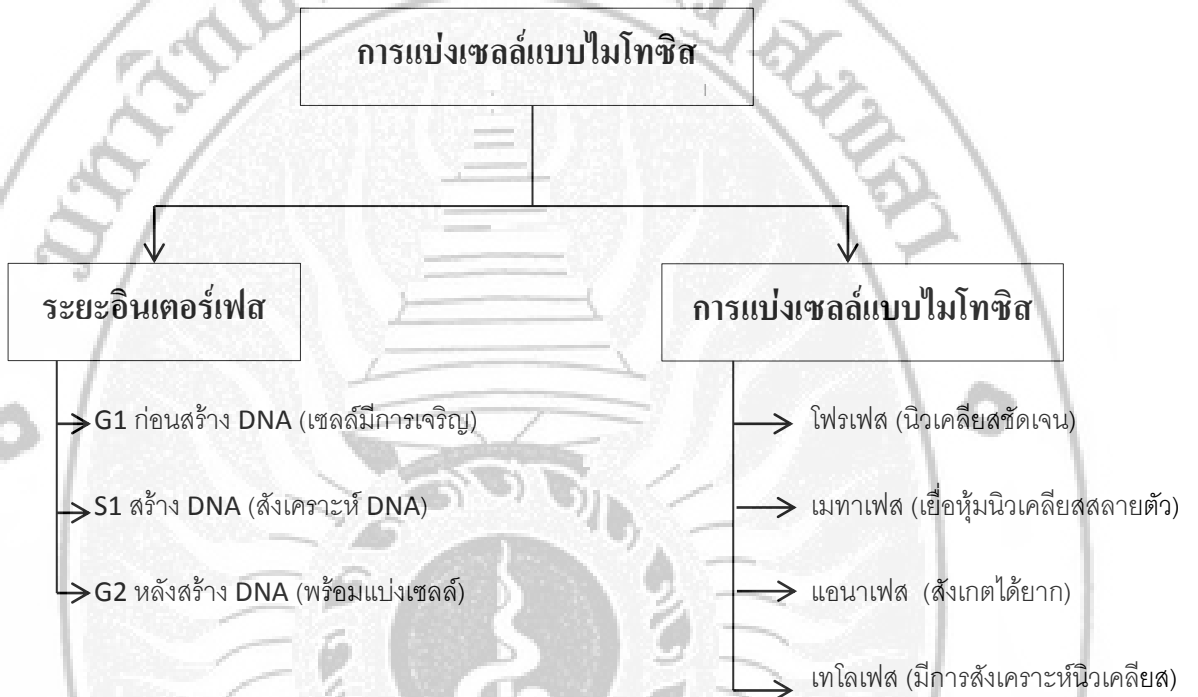 การแบ่งเซลล์แบบไมโทซิส
ระยะอินเตอร์เฟส
G1 ก่อนสร้าง DNA (เซลล์มีการเจริญ)
S1 สร้าง DNA (สังเคราะห์ DNA)
G2 หลังสร้าง DNA (พร้อมแบ่งเซลล์)
การแบ่งเซลล์แบบไมโทซิส
โฟรเฟส (นิวเคลียสชัดเจน)
เมทาเฟส (เยื่อหุ้มนิวเคลียสสลายตัว)
แอนาเฟส (สังเกตได้ยาก)
เทโลเฟส (มีการสังเคราะห์นิวเคลียส)